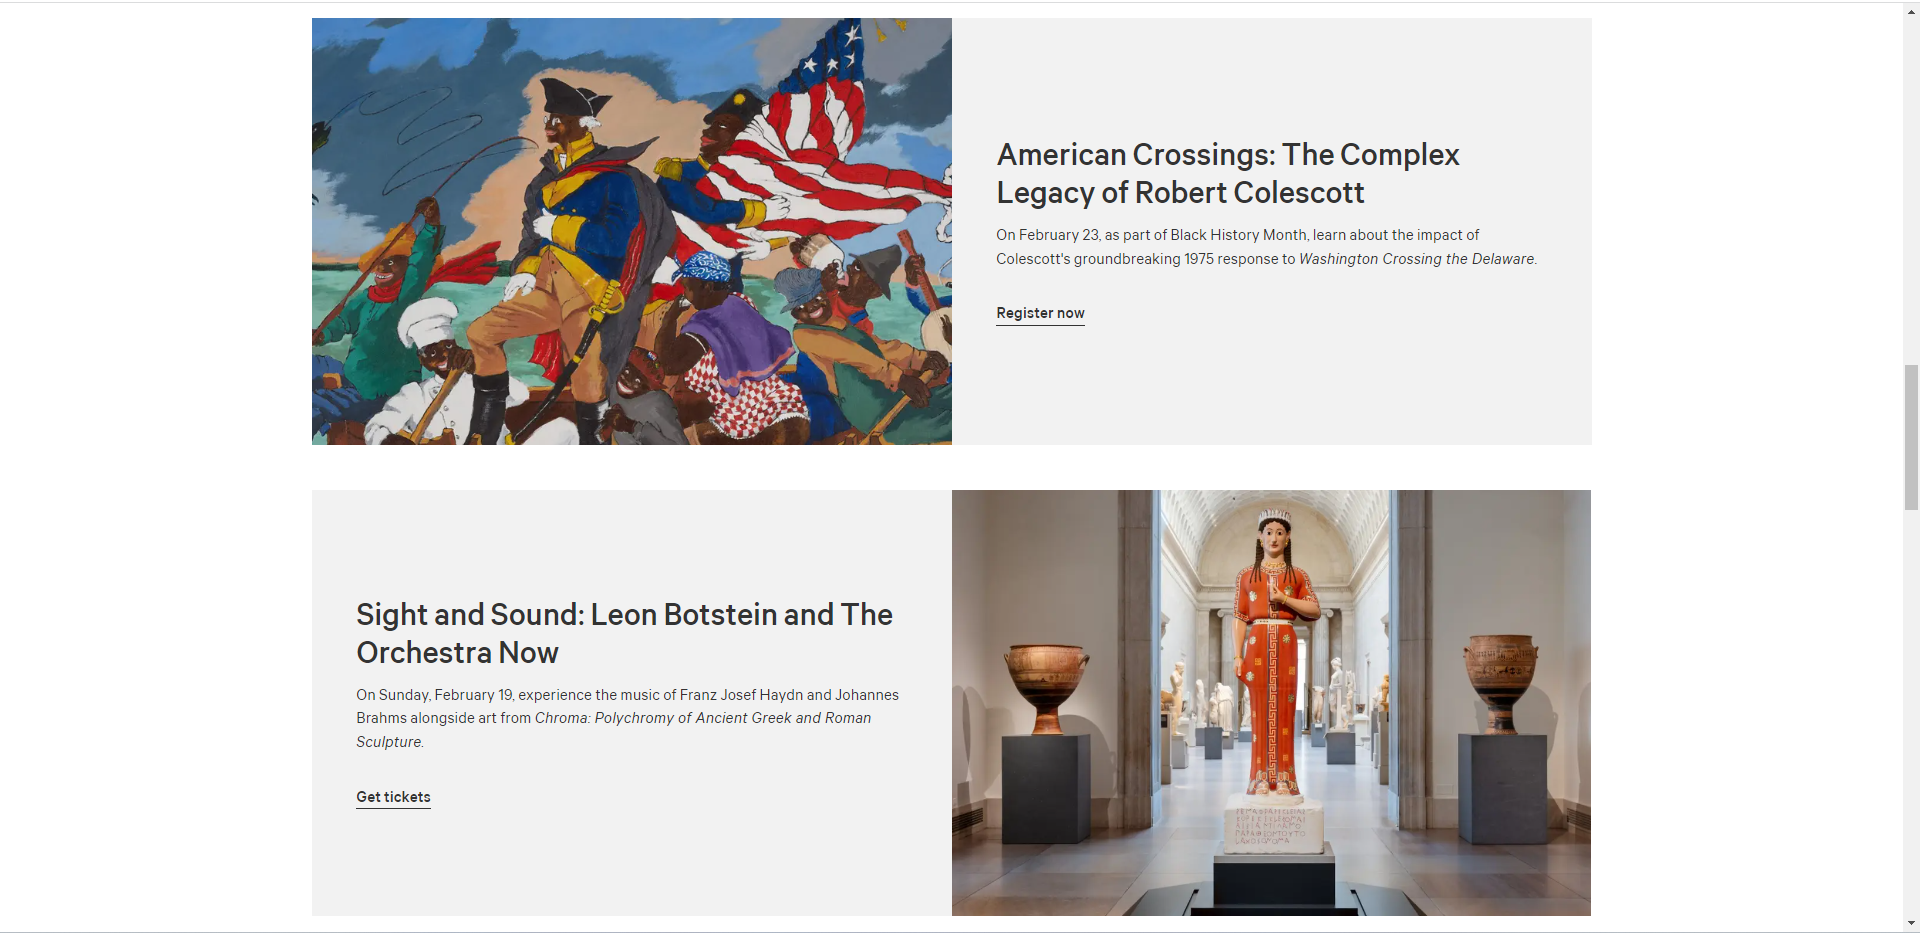 American Crossings: The Complex
Legacy of Robert Colescott
On February 23, as part of Black History Month, learn about the impact of
Colescott's groundbreaking 1975 response to Washington Crossing the Delaware.
Register now
Sight and Sound: Leon Botstein and The
Orchestra Now
On Sunday, February 19, experience the music of Franz Josef Haydn and Johannes
Brahms alongside art from Chroma: Polychromy of Ancient Greek and Roman
Sculpture.
Get tickets